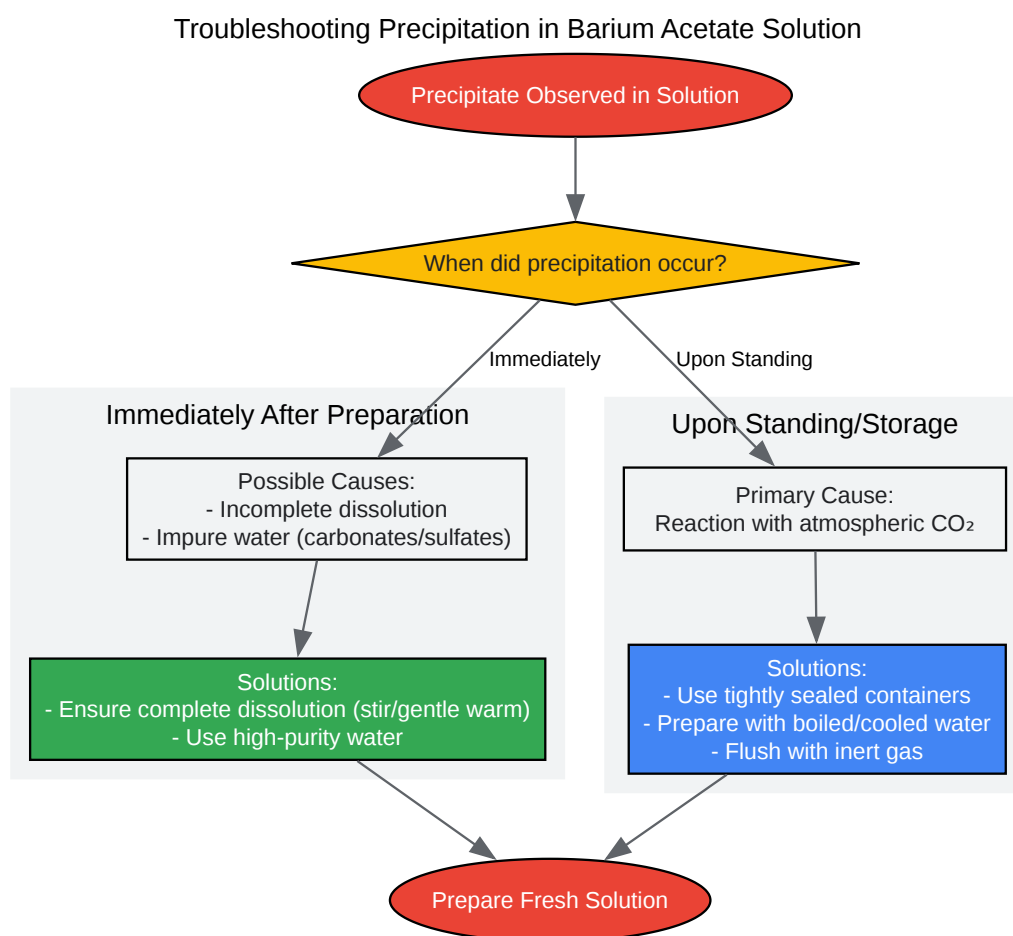 Troubleshooting Precipitation in Barium Acetate Solution
Precipitate Observed in Solution
When did precipitation occur?
Immediately
Upon Standing
Immediately After Preparation
Possible Causes:
- Incomplete dissolution
- Impure water (carbonates/sulfates)
Solutions:
- Ensure complete dissolution (stir/gentle warm)
- Use high-purity water
Upon Standing/Storage
Primary Cause:
Reaction with atmospheric CO₂
Solutions:
- Use tightly sealed containers
- Prepare with boiled/cooled water
- Flush with inert gas
Prepare Fresh Solution